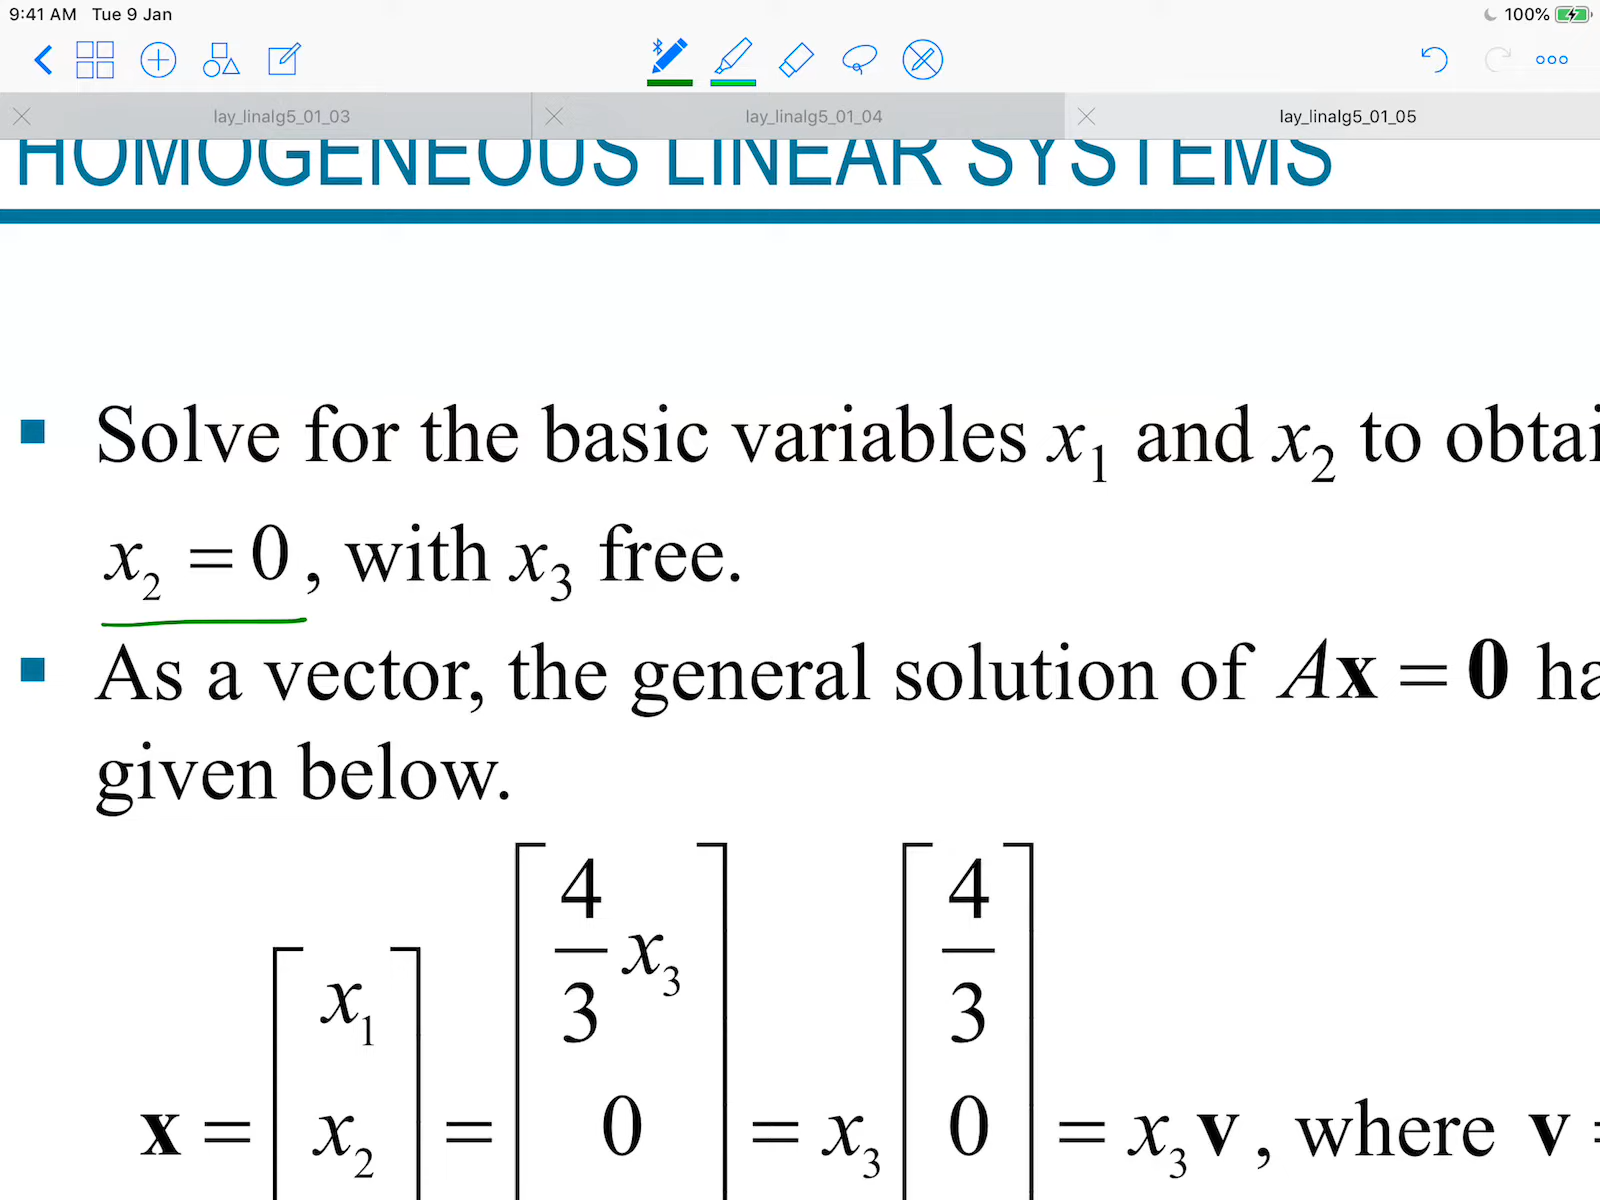 9:41 AM Tue 9 Jan 100%
lay_linalg5_01_03 lay_linalg5_01_04 lay_linalg5_01_05
HOMOGENEOUS LINEAR SYSTEMS
▪ Solve for the basic variables x₁ and x₂ to obtai
x₂ = 0, with x₃ free.
▪ As a vector, the general solution of Ax = 0 ha
given below.
x = [x₁ x₂] = [4/3 x₃ 0] = x₃ [4/3 0] = x₃v, where v =